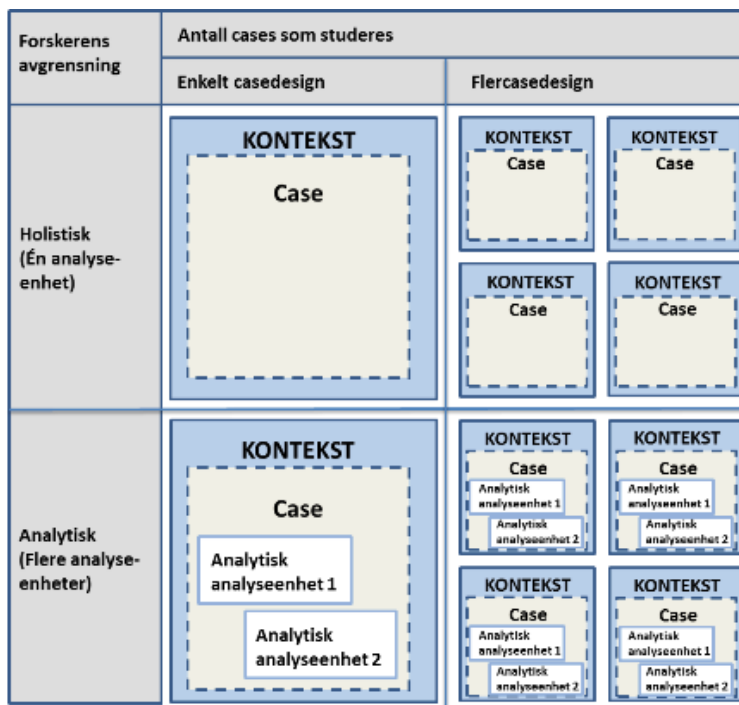 Forskerens
avgrensning
Antall cases som studeres
Enkelt casedesign
Flercasedesign
Holistisk
(Én analyse-
enhet)
KONTEKST
Case
KONTEKST
Case
KONTEKST
Case
KONTEKST
Case
KONTEKST
Case
Analytisk
(Flere analyse-
enheter)
KONTEKST
Case
Analytisk
analyseenhet 1
Analytisk
analyseenhet 2
KONTEKST
Case
Analytisk
analyseenhet 1
Analytisk
analyseenhet 2
KONTEKST
Case
Analytisk
analyseenhet 1
Analytisk
analyseenhet 2
KONTEKST
Case
Analytisk
analyseenhet 1
Analytisk
analyseenhet 2
KONTEKST
Case
Analytisk
analyseenhet 1
Analytisk
analyseenhet 2